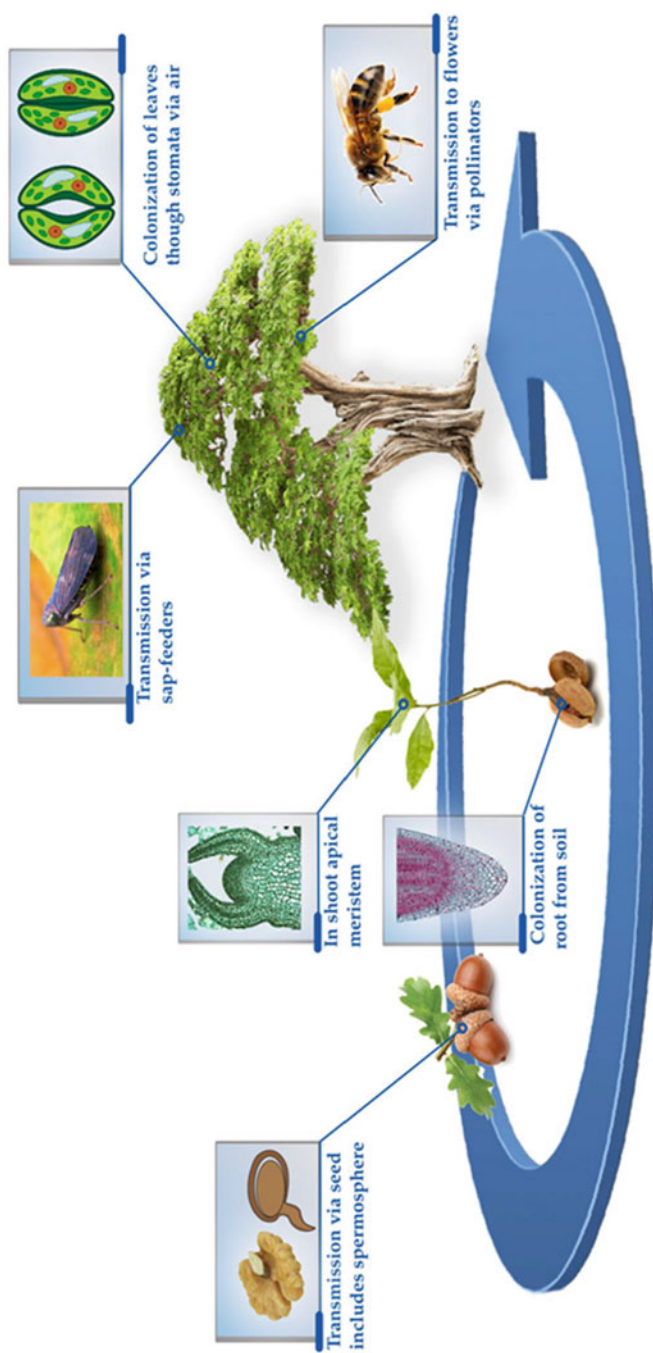 Transmission via seed
includes spermosphere
In shoot apical
meristem
Colonization of
root from soil
Transmission via
sap-feeders
Colonization of leaves
though stomata via air
Transmission to flowers
via pollinators